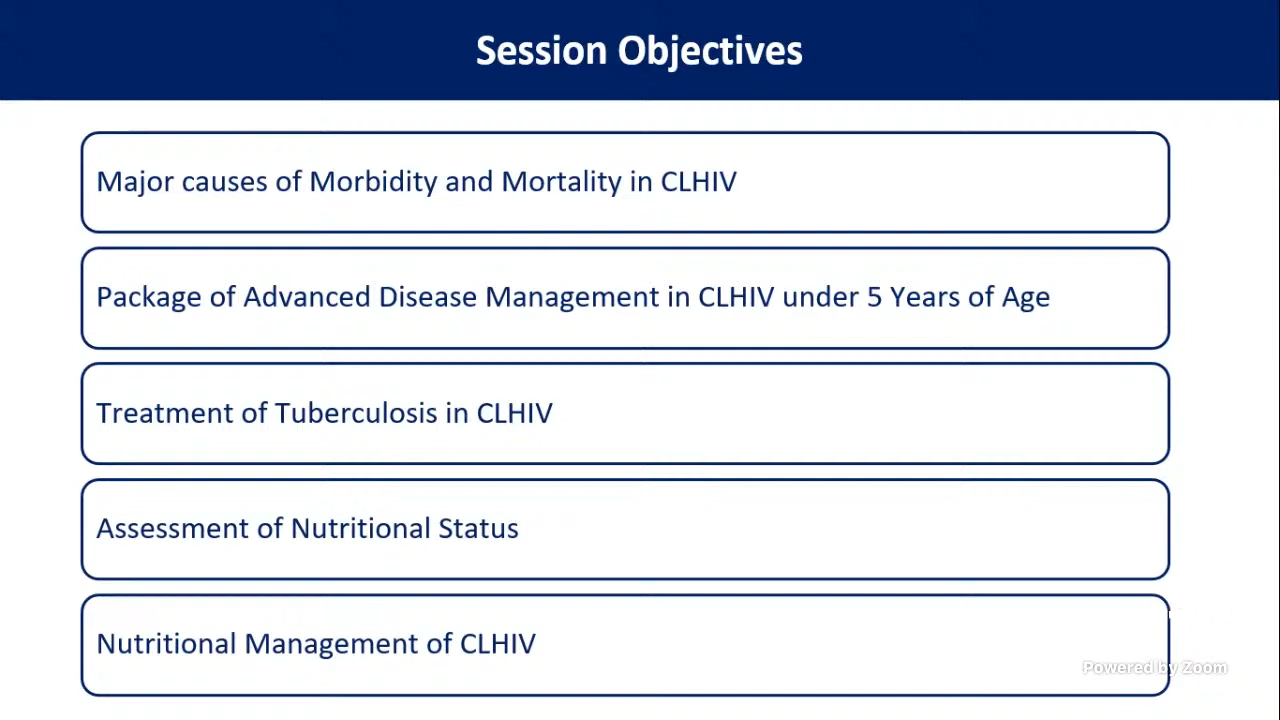 Session Objectives
Major causes of Morbidity and Mortality in CLHIV
Package of Advanced Disease Management in CLHIV under 5 Years of Age
Treatment of Tuberculosis in CLHIV
Assessment of Nutritional Status
Nutritional Management of CLHIV
Powered by Zoom